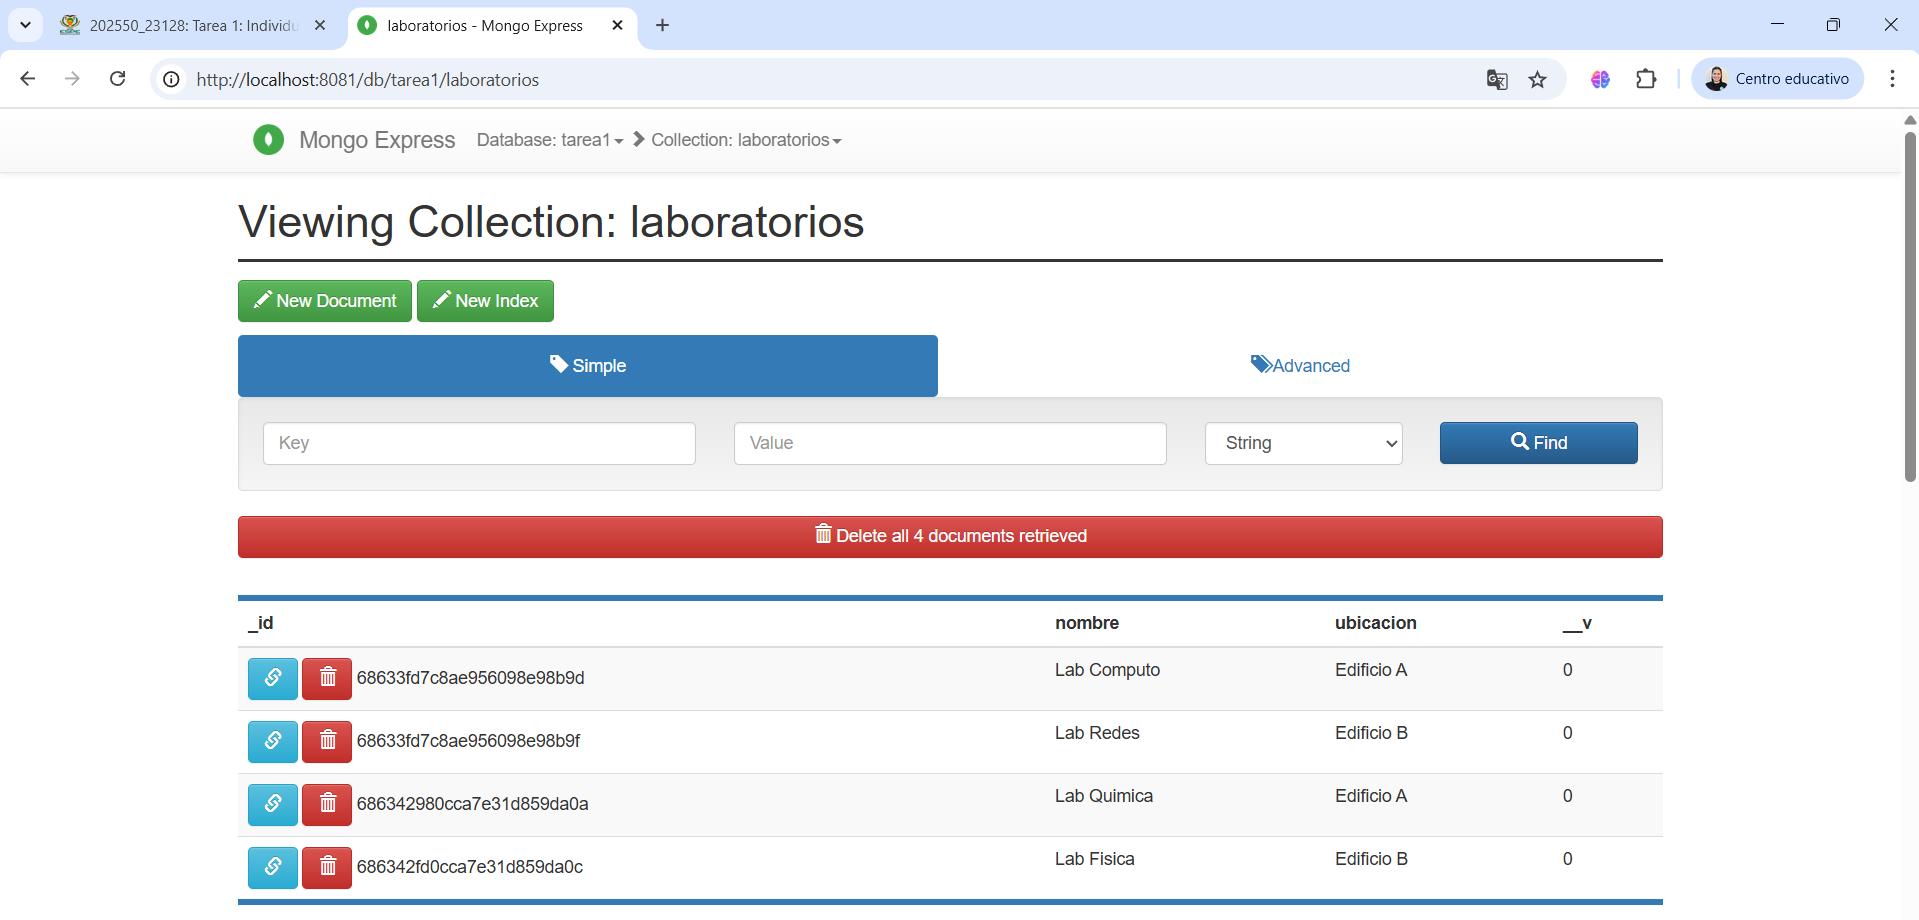 202550_23128: Tarea 1: Individu
laboratorios - Mongo Express
http://localhost:8081/db/tarea1/laboratorios
Centro educativo
Mongo Express Database: tarea1 Collection: laboratorios
Viewing Collection: laboratorios
New Document New Index
Simple Advanced
Key Value String Find
Delete all 4 documents retrieved
_id nombre ubicacion __v
68633fd7c8ae956098e98b9d Lab Computo Edificio A 0
68633fd7c8ae956098e98b9f Lab Redes Edificio B 0
686342980cca7e31d859da0a Lab Quimica Edificio A 0
686342fd0cca7e31d859da0c Lab Fisica Edificio B 0